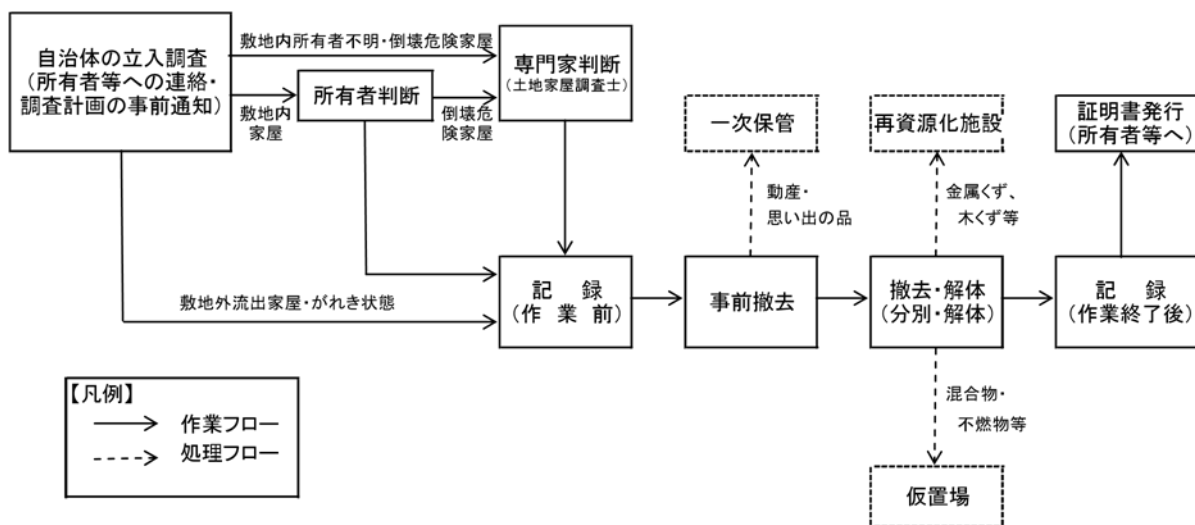 自治体の立入調査
(所有者等への連絡・
調査計画の事前通知)
敷地内所有者不明・倒壊危険家屋
敷地内
家屋
所有者判断
倒壊危
険家屋
専門家判断
(土地家屋調査士)
一次保管
再資源化施設
証明書発行
(所有者等へ)
動産・
思い出の品
金属くず、
木くず等
敷地外流出家屋・がれき状態
記 録
(作 業 前)
事前撤去
撤去・解体
(分別・解体)
記 録
(作業終了後)
混合物・
不燃物等
仮置場
【凡例】
作業フロー
処理フロー